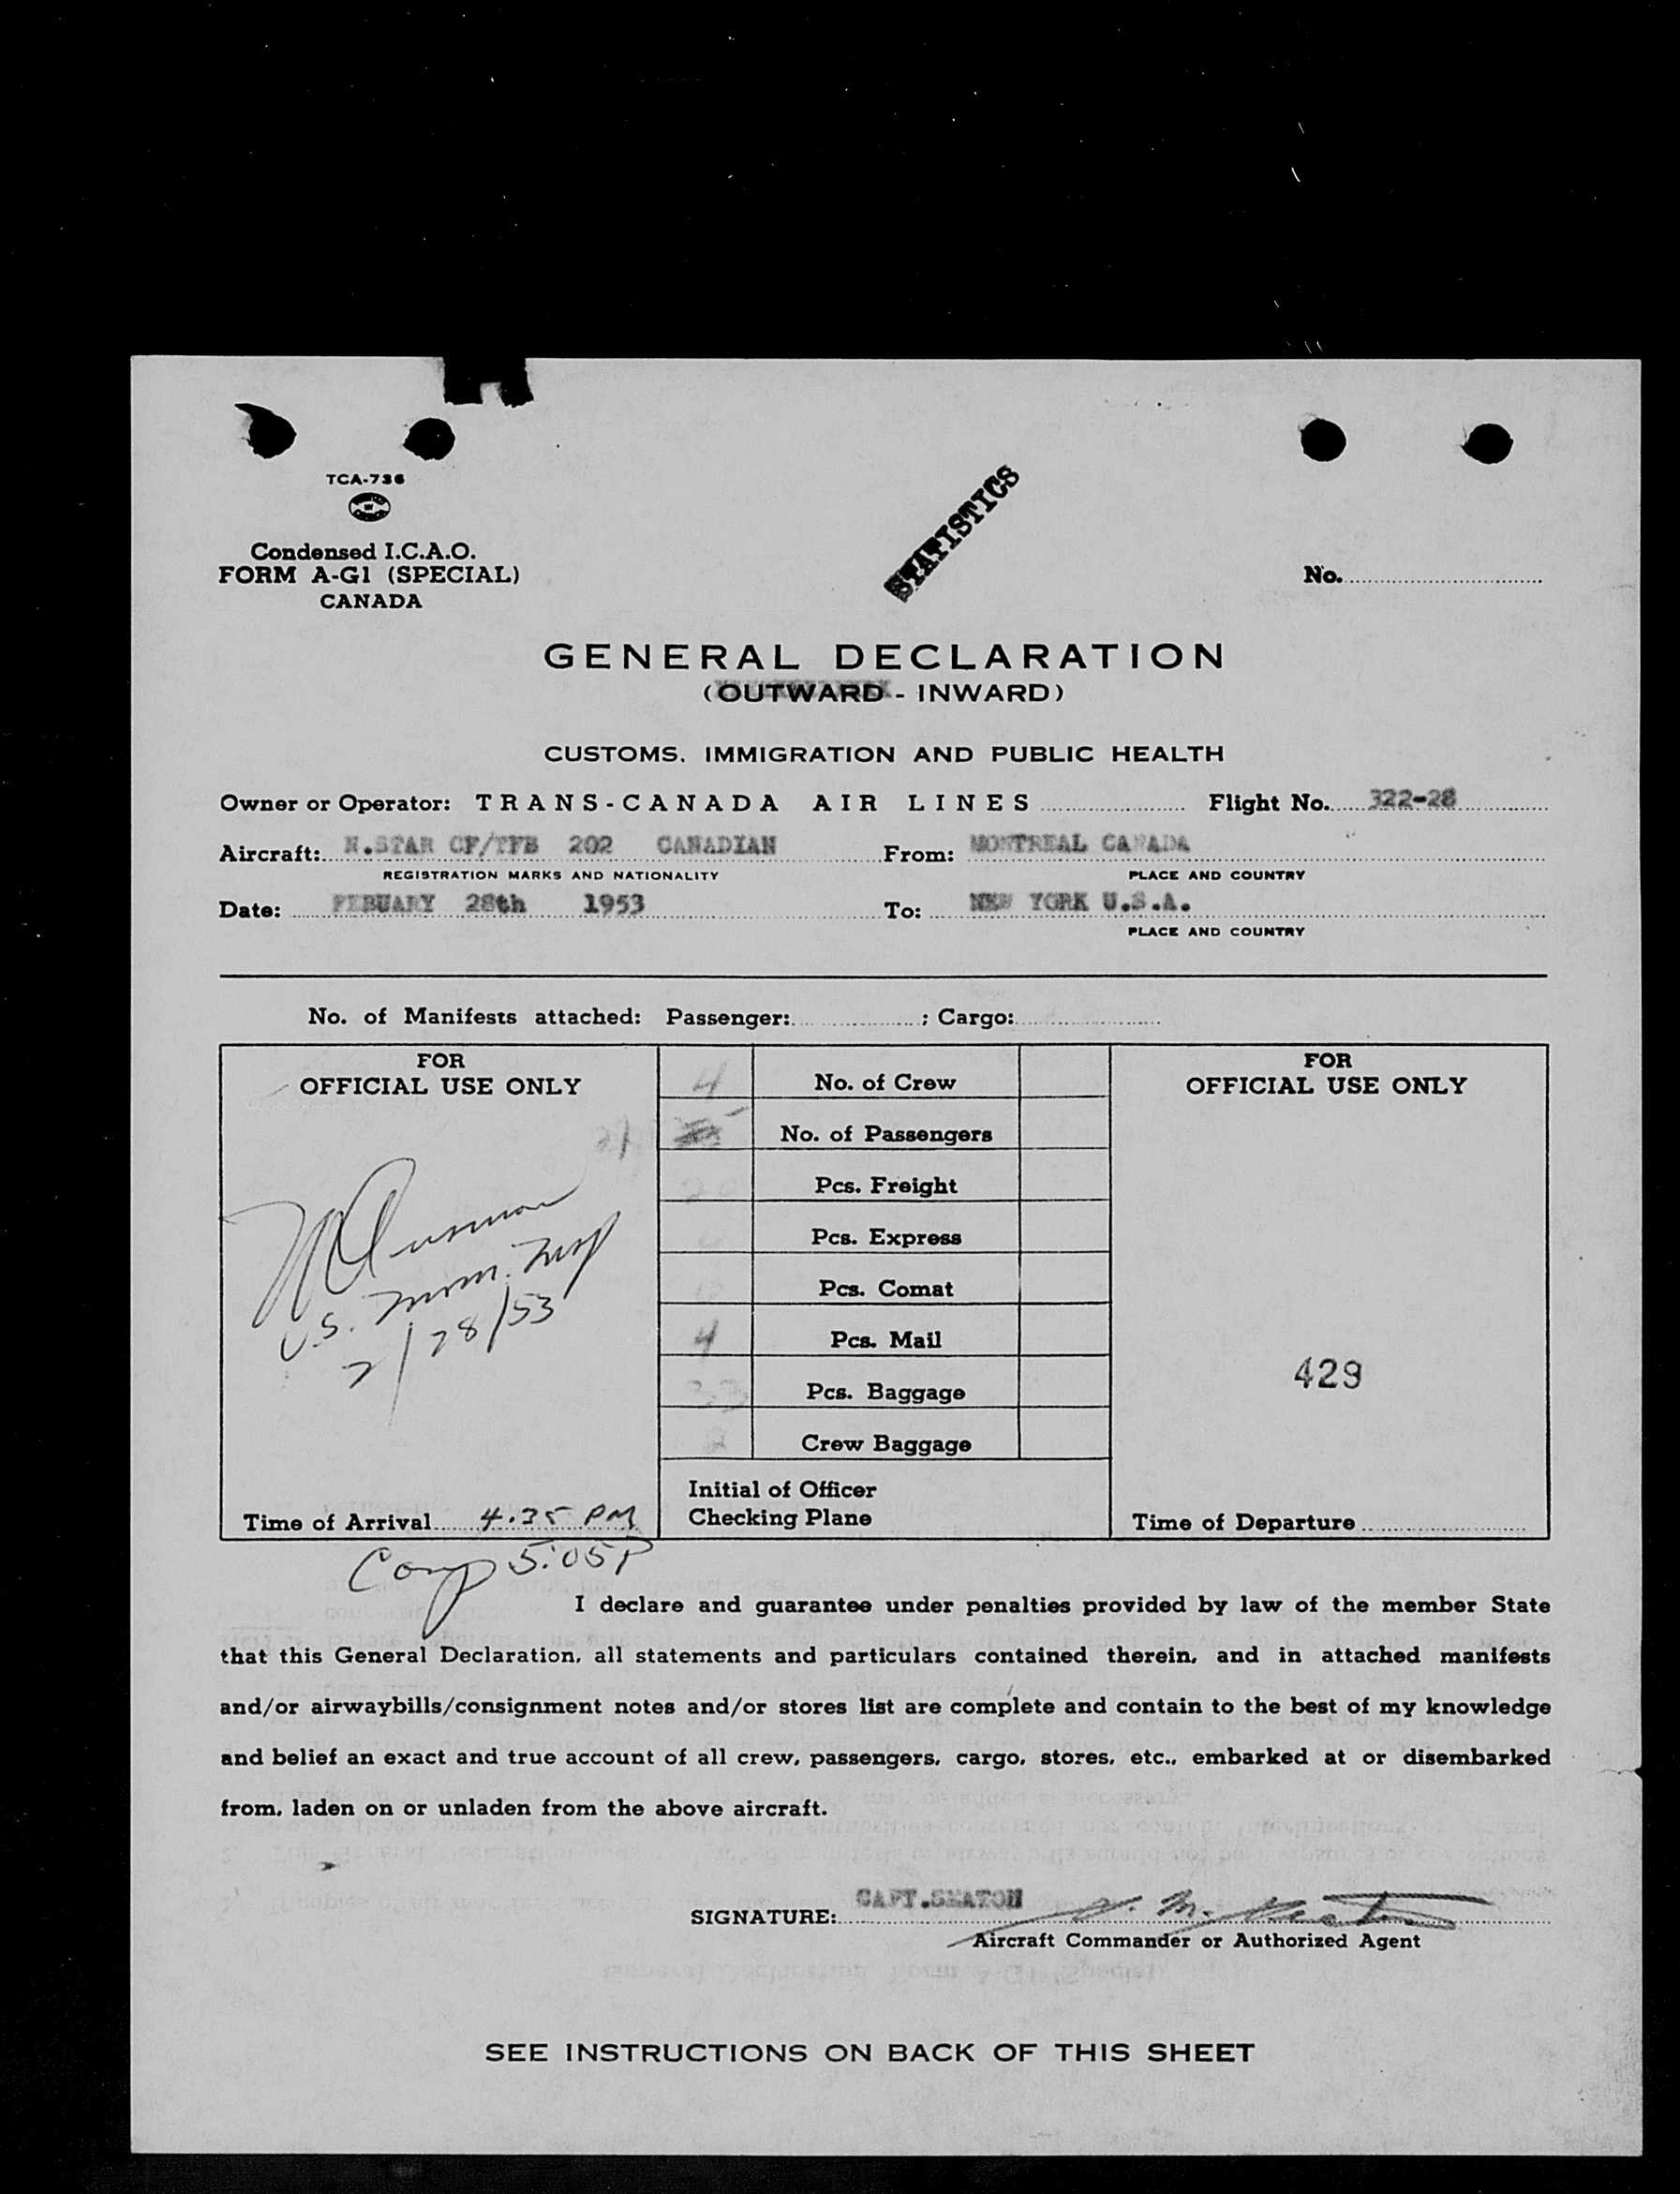 TCA-736
Condensed I.C.A.O.
FORM A-G1 (SPECIAL)
CANADA
STATISTICS
No.
GENERAL DECLARATION
(OUTWARD - INWARD)
CUSTOMS, IMMIGRATION AND PUBLIC HEALTH
Owner or Operator: TRANS-CANADA AIR LINES Flight No. 322-28
Aircraft: N.STAR CF/TFB 202 CANADIAN From: MONTREAL CANADA
REGISTRATION MARKS AND NATIONALITY PLACE AND COUNTRY
Date: FEBUARY 28th 1953 To: NEW YORK U.S.A.
PLACE AND COUNTRY
No. of Manifests attached: Passenger: ; Cargo:
FOR
OFFICIAL USE ONLY
U.S. Imm. Insp
2/28/53
Time of Arrival 4.35 PM
Comp 5:05P
4 No. of Crew
21 No. of Passengers
Pcs. Freight
Pcs. Express
Pcs. Comat
4 Pcs. Mail
33 Pcs. Baggage
2 Crew Baggage
Initial of Officer
Checking Plane
FOR
OFFICIAL USE ONLY
429
Time of Departure
I declare and guarantee under penalties provided by law of the member State
that this General Declaration, all statements and particulars contained therein, and in attached manifests
and/or airwaybills/consignment notes and/or stores list are complete and contain to the best of my knowledge
and belief an exact and true account of all crew, passengers, cargo, stores, etc., embarked at or disembarked
from, laden on or unladen from the above aircraft.
SIGNATURE: CAPT.SEATON
Aircraft Commander or Authorized Agent
SEE INSTRUCTIONS ON BACK OF THIS SHEET